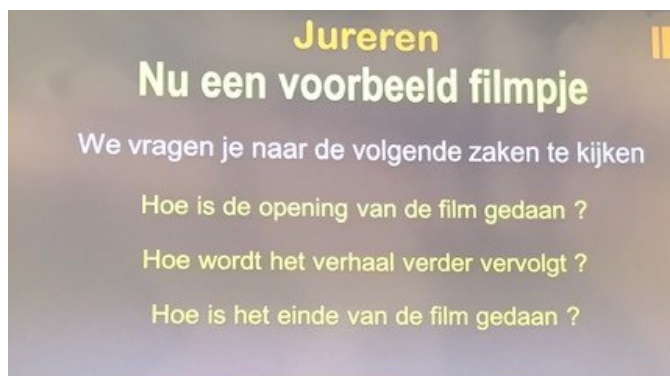 Jureren
Nu een voorbeeld filmpje
We vragen je naar de volgende zaken te kijken
Hoe is de opening van de film gedaan ?
Hoe wordt het verhaal verder vervolgt ?
Hoe is het einde van de film gedaan ?